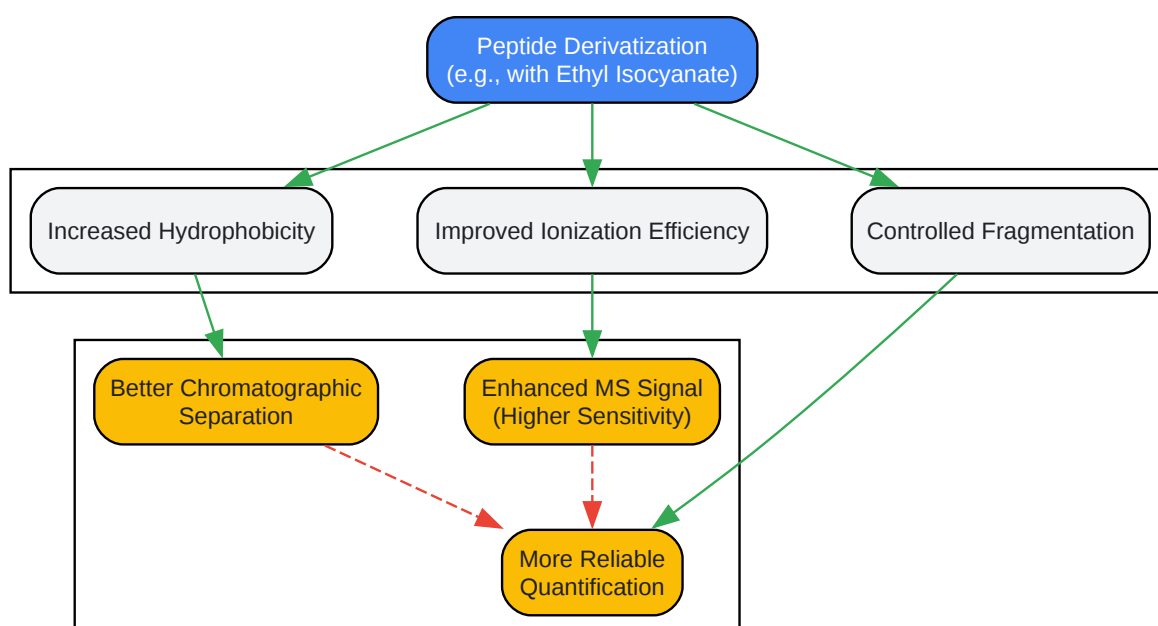 Peptide Derivatization
(e.g., with Ethyl Isocyanate)
Increased Hydrophobicity
Improved Ionization Efficiency
Controlled Fragmentation
Better Chromatographic
Separation
Enhanced MS Signal
(Higher Sensitivity)
More Reliable
Quantification